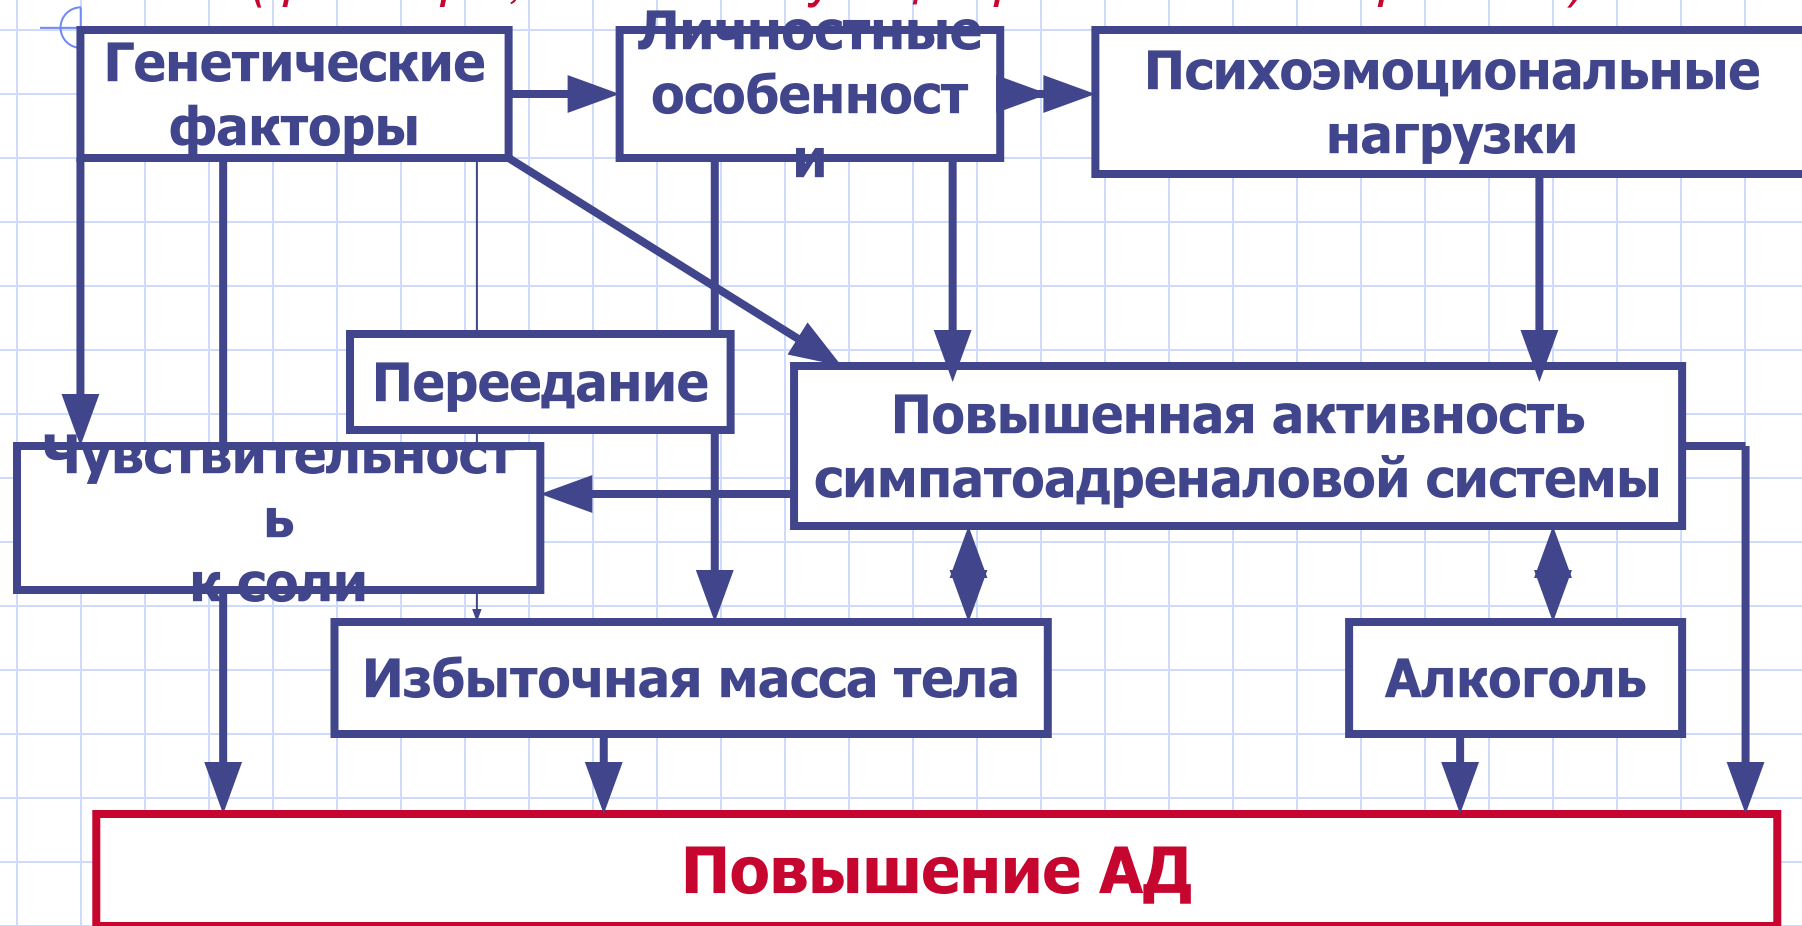 Генетические
факторы
Личностные
особенност
и
Психоэмоциональные
нагрузки
Переедание
Повышенная активность
симпатоадреналовой системы
Чувствительност
ь
к соли
Избыточная масса тела
Алкоголь
Повышение АД